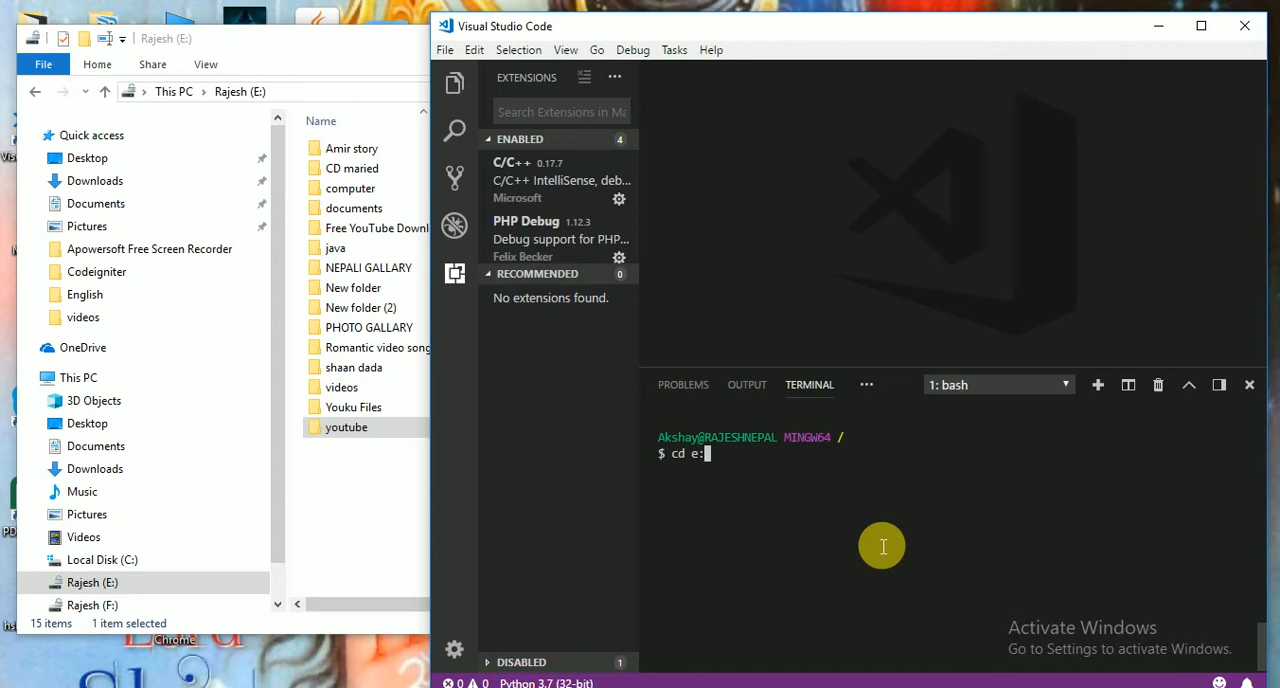 Rajesh (E:)
File Home Share View
This PC Rajesh (E:)
Quick access
Desktop
Downloads
Documents
Pictures
Apowersoft Free Screen Recorder
Codeigniter
English
videos
OneDrive
This PC
3D Objects
Desktop
Documents
Downloads
Music
Pictures
Videos
Local Disk (C:)
Rajesh (E:)
Rajesh (F:)
Name
Amir story
CD maried
computer
documents
Free YouTube Downl
java
NEPALI GALLARY
New folder
New folder (2)
PHOTO GALLARY
Romantic video song
shaan dada
videos
Youku Files
youtube
15 items 1 item selected
Chrome
Visual Studio Code
File Edit Selection View Go Debug Tasks Help
EXTENSIONS
Search Extensions in Ma
ENABLED 4
C/C++ 0.17.7
C/C++ IntelliSense, deb...
Microsoft
PHP Debug 1.12.3
Debug support for PHP...
Felix Becker
RECOMMENDED 0
No extensions found.
DISABLED 1
PROBLEMS OUTPUT TERMINAL ••• 1: bash
Akshay@RAJESHNEPAL MINGW64 /
$ cd e:
Activate Windows
Go to Settings to activate Windows.
0 0 Python 3.7 (32-bit)